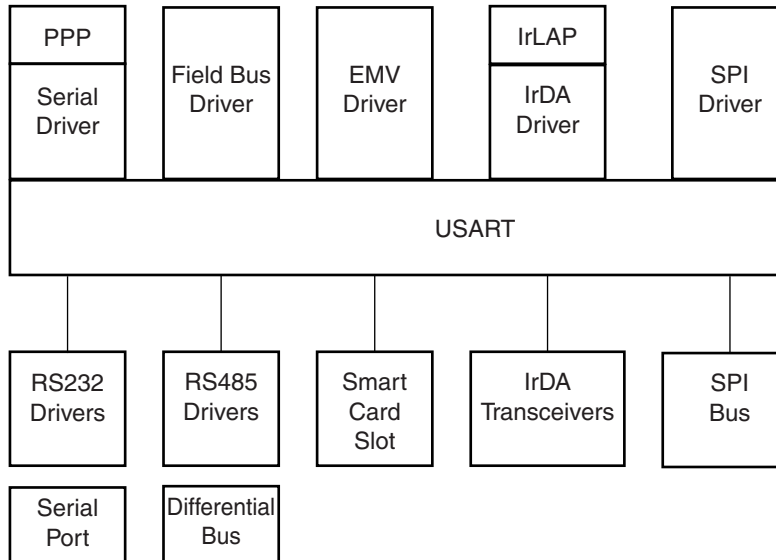 PPP
Serial
Driver
Field Bus
Driver
EMV
Driver
IrLAP
IrDA
Driver
SPI
Driver
USART
RS232
Drivers
RS485
Drivers
Smart
Card
Slot
IrDA
Transceivers
SPI
Bus
Serial
Port
Differential
Bus